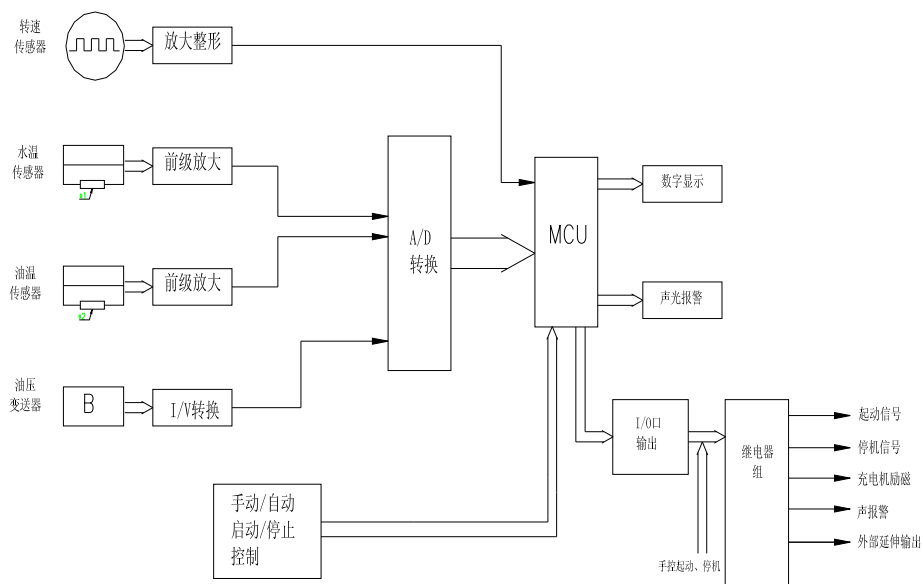 转速
传感器
放大整形
水温
传感器
前级放大
油温
传感器
前级放大
油压
变送器
B
I/V转换
A/D
转换
MCU
数字显示
声光报警
手动/自动
启动/停止
控制
I/O口
输出
继电器
组
手控起动、停机
起动信号
停机信号
充电机励磁
声报警
外部延伸输出